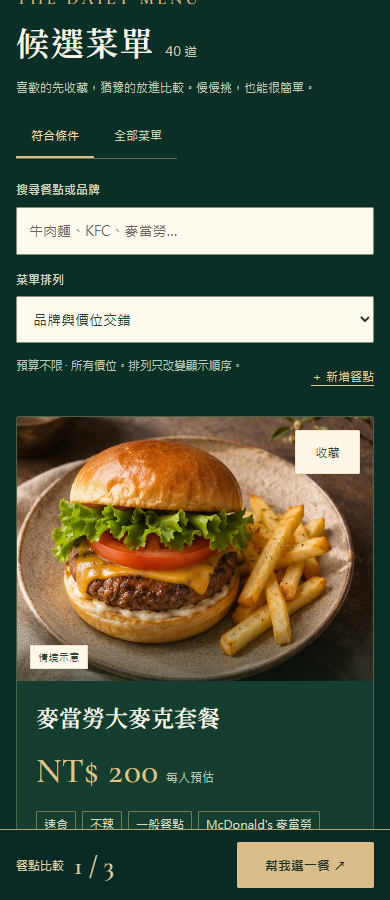 THE DAILY MENU
候選菜單 40 道
喜歡的先收藏，猶豫的放進比較。慢慢挑，也能很簡單。
符合條件 全部菜單
搜尋餐點或品牌
牛肉麵、KFC、麥當勞...
菜單排列
品牌與價位交錯
預算不限 · 所有價位。排列只改變顯示順序。
+ 新增餐點
收藏
情境示意
麥當勞大麥克套餐
NT$ 200 每人預估
速食 不辣 一般餐點 McDonald's 麥當勞
餐點比較 1 / 3 幫我選一餐 ↗